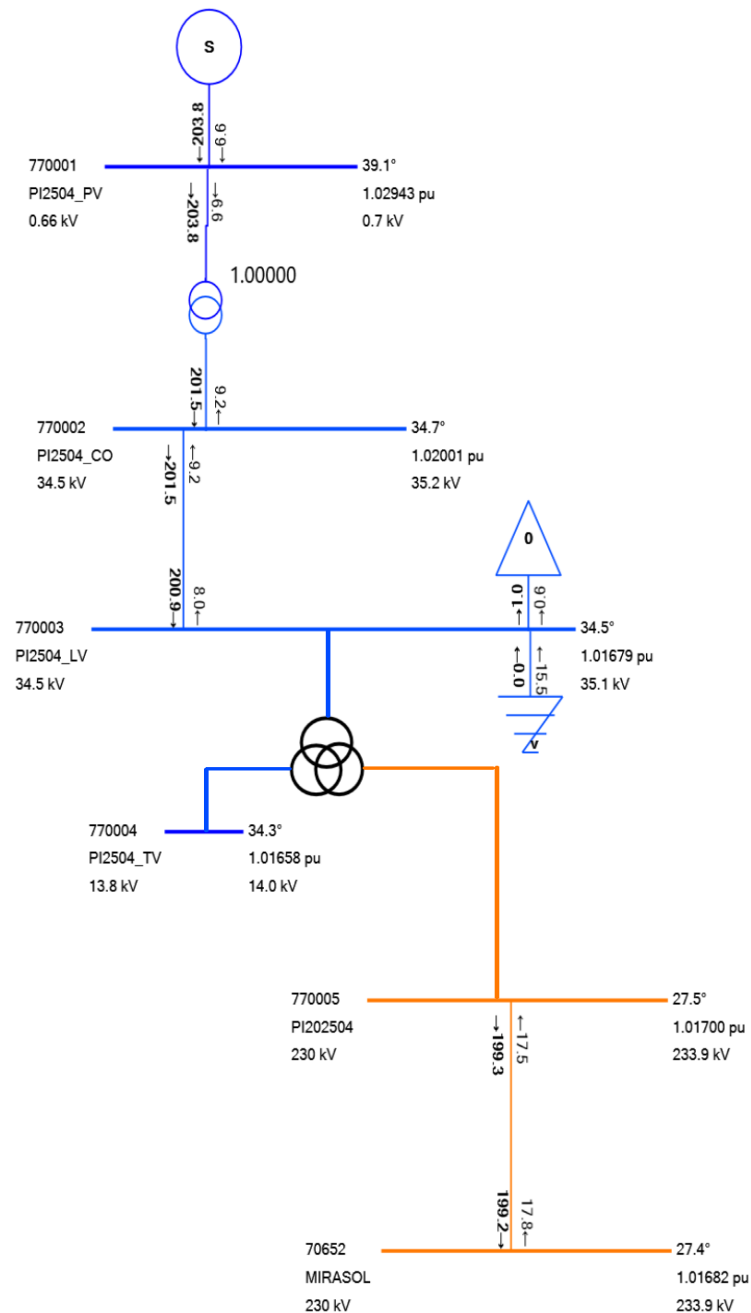 S
→203.8
6.6→
770001
39.1°
PI2504_PV
1.02943 pu
0.66 kV
0.7 kV
→203.8
→6.6
1.00000
201.5→
9.2←
770002
34.7°
PI2504_CO
1.02001 pu
34.5 kV
35.2 kV
→201.5
←9.2
0
200.9→
8.0←
←1.0
←0.6
770003
34.5°
PI2504_LV
1.01679 pu
34.5 kV
35.1 kV
←0.0
←15.5
v
770004
34.3°
PI2504_TV
1.01658 pu
13.8 kV
14.0 kV
770005
27.5°
PI202504
1.01700 pu
230 kV
233.9 kV
→199.3
←17.5
199.2→
17.8←
70652
27.4°
MIRASOL
1.01682 pu
230 kV
233.9 kV